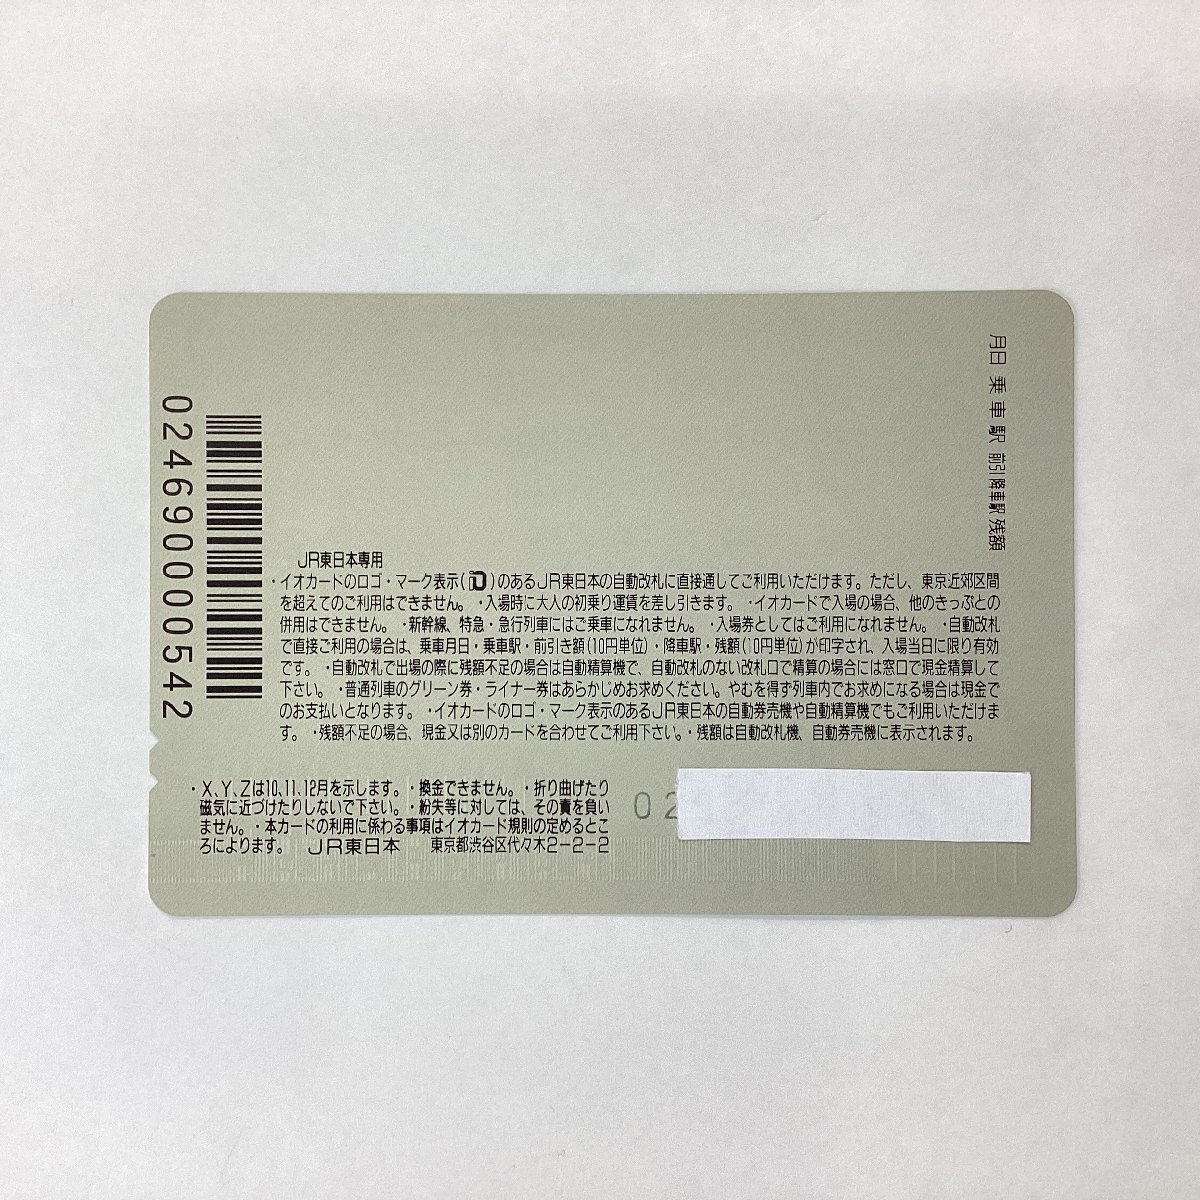 月日 乗車駅 前引 降車駅 残額
0246900000542
JR東日本専用
・イオカードのロゴ・マーク表示(iO)のあるJR東日本の自動改札に直接通してご利用いただけます。ただし、東京近郊区間
を超えてのご利用はできません。 ・入場時に大人の初乗り運賃を差し引きます。 ・イオカードで入場の場合、他のきっぷとの
併用はできません。 ・新幹線、特急・急行列車にはご乗車になれません。 ・入場券としてはご利用になれません。 ・自動改札
で直接ご利用の場合は、乗車月日・乗車駅・前引き額(10円単位)・降車駅・残額(10円単位)が印字され、入場当日に限り有効
です。 ・自動改札で出場の際に残額不足の場合は自動精算機で、自動改札のない改札口で精算の場合には窓口で現金精算して
下さい。 ・普通列車のグリーン券・ライナー券はあらかじめお求めください。やむを得ず列車内でお求めになる場合は現金で
のお支払いとなります。 ・イオカードのロゴ・マーク表示のあるJR東日本の自動券売機や自動精算機でもご利用いただけま
す。 ・残額不足の場合、現金又は別のカードを合わせてご利用下さい。・残額は自動改札機、自動券売機に表示されます。
・X、Y、Zは10、11、12月を示します。・換金できません。・折り曲げたり
磁気に近づけたりしないで下さい。・紛失等に対しては、その責を負い
ません。・本カードの利用に係わる事項はイオカード規則の定めるとこ
ろによります。 JR東日本 東京都渋谷区代々木2-2-2
02